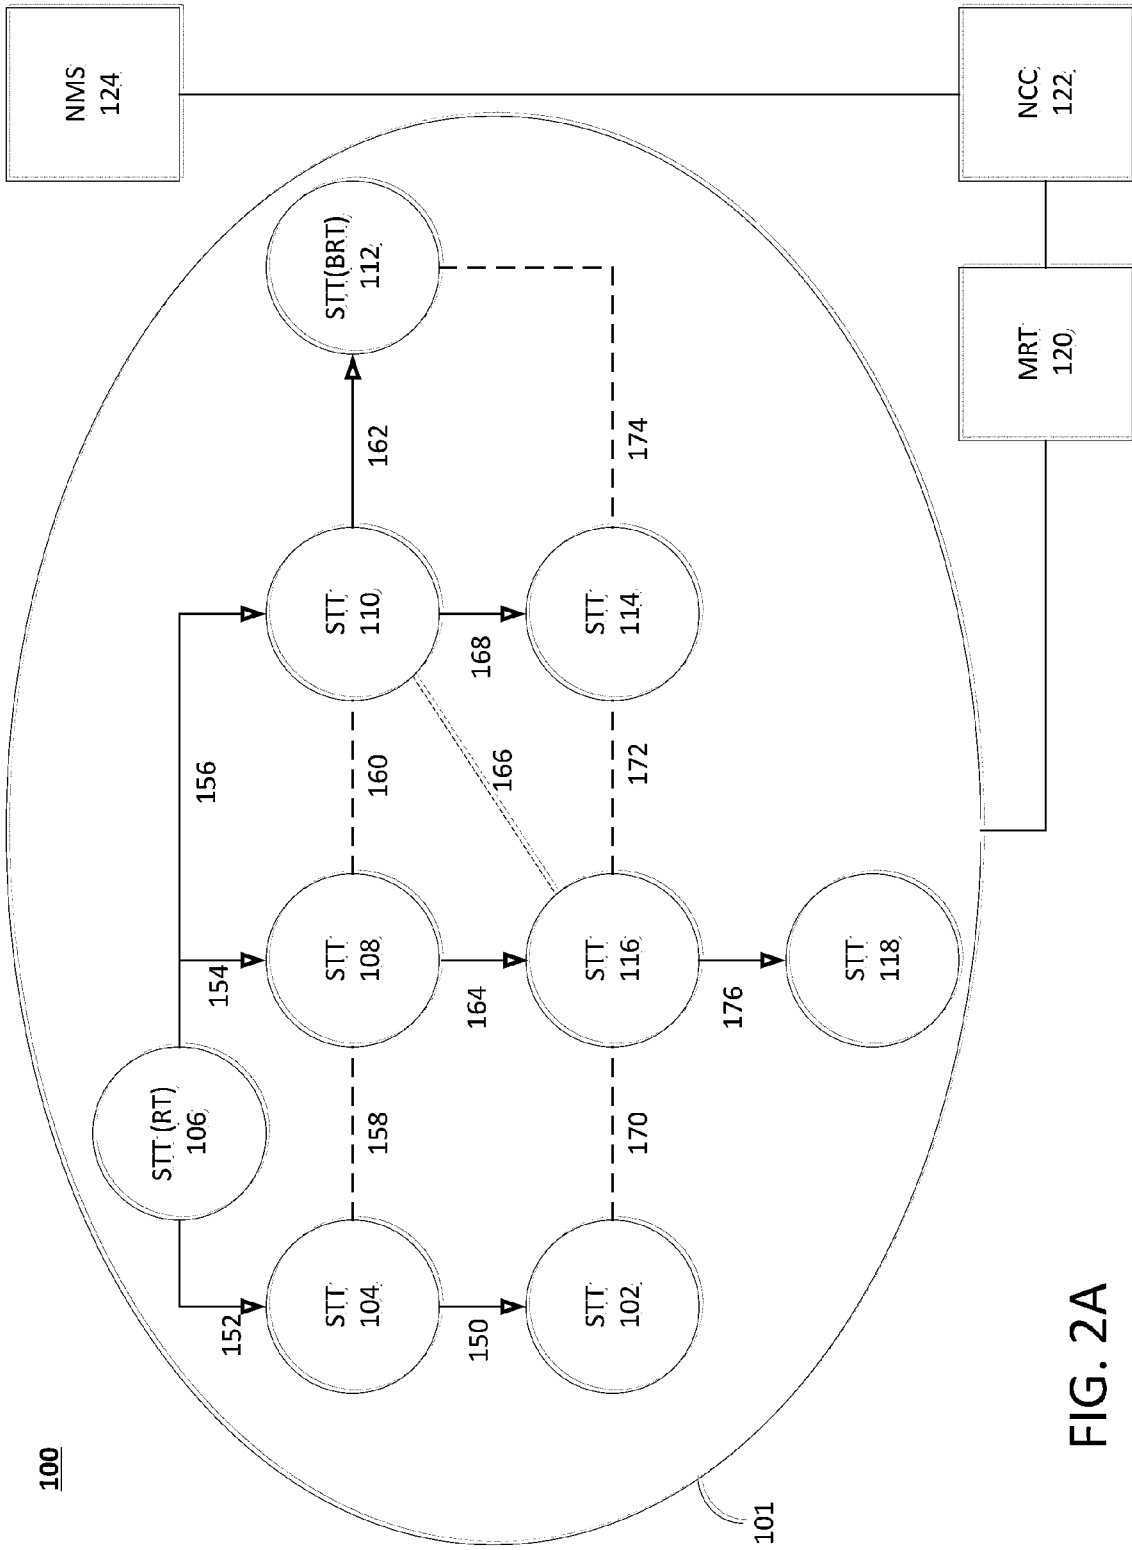 100
101
STT (RT)
106
152
154
156
STT
104
158
STT
108
160
STT
110
162
STT(BRT)
112
150
164
166
168
STT
102
170
STT
116
172
STT
114
174
176
STT
118
MRT
120
NCC
122
NMS
124
FIG. 2A